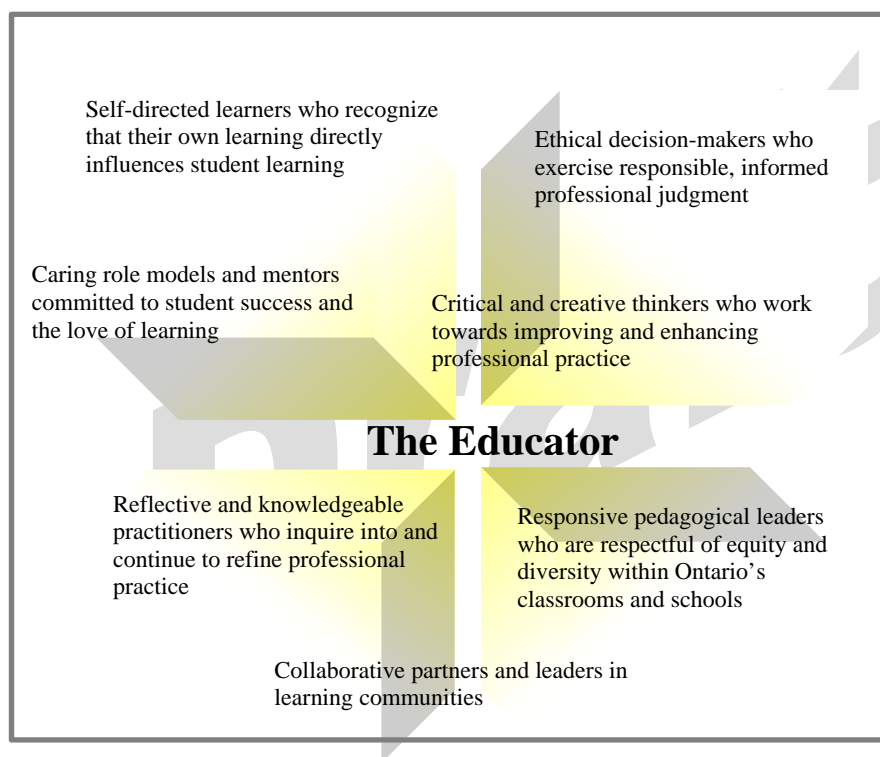 Self-directed learners who recognize
that their own learning directly
influences student learning
Ethical decision-makers who
exercise responsible, informed
professional judgment
Caring role models and mentors
committed to student success and
the love of learning
Critical and creative thinkers who work
towards improving and enhancing
professional practice
The Educator
Reflective and knowledgeable
practitioners who inquire into and
continue to refine professional
practice
Responsive pedagogical leaders
who are respectful of equity and
diversity within Ontario’s
classrooms and schools
Collaborative partners and leaders in
learning communities